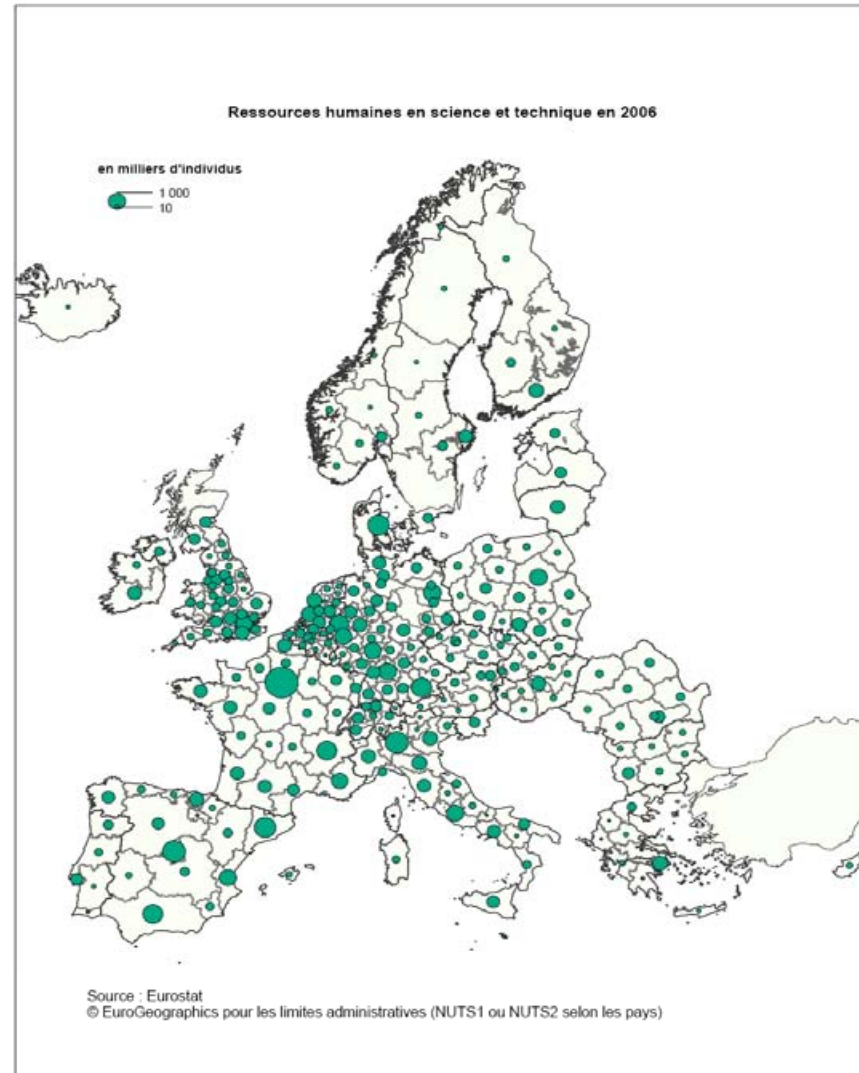 Ressources humaines en science et technique en 2006
en milliers d'individus
1 000
10
Source : Eurostat
© EuroGeographics pour les limites administratives (NUTS1 ou NUTS2 selon les pays)